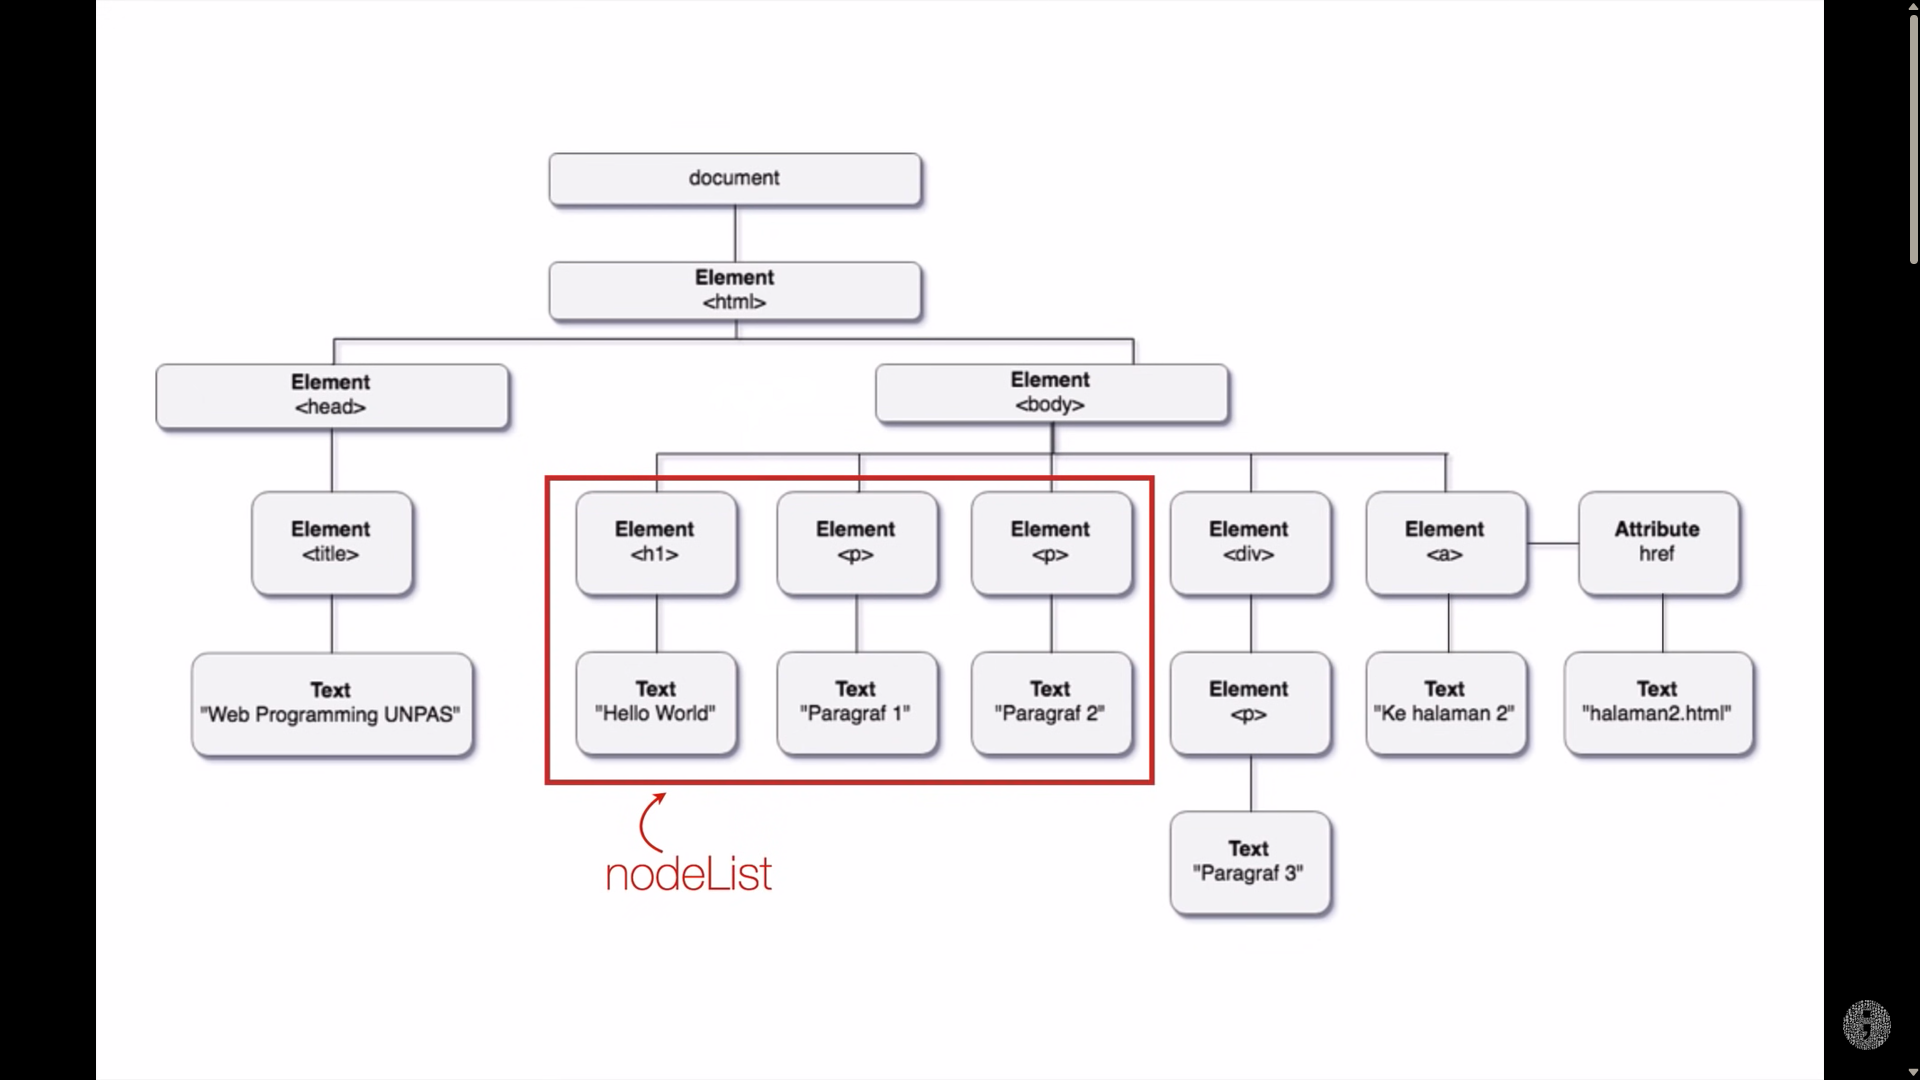 document
Element
<html>
Element
<head>
Element
<body>
Element
<title>
Element
<h1>
Element
<p>
Element
<p>
Element
<div>
Element
<a>
Attribute
href
Text
"Web Programming UNPAS"
Text
"Hello World"
Text
"Paragraf 1"
Text
"Paragraf 2"
Element
<p>
Text
"Ke halaman 2"
Text
"halaman2.html"
nodeList
Text
"Paragraf 3"